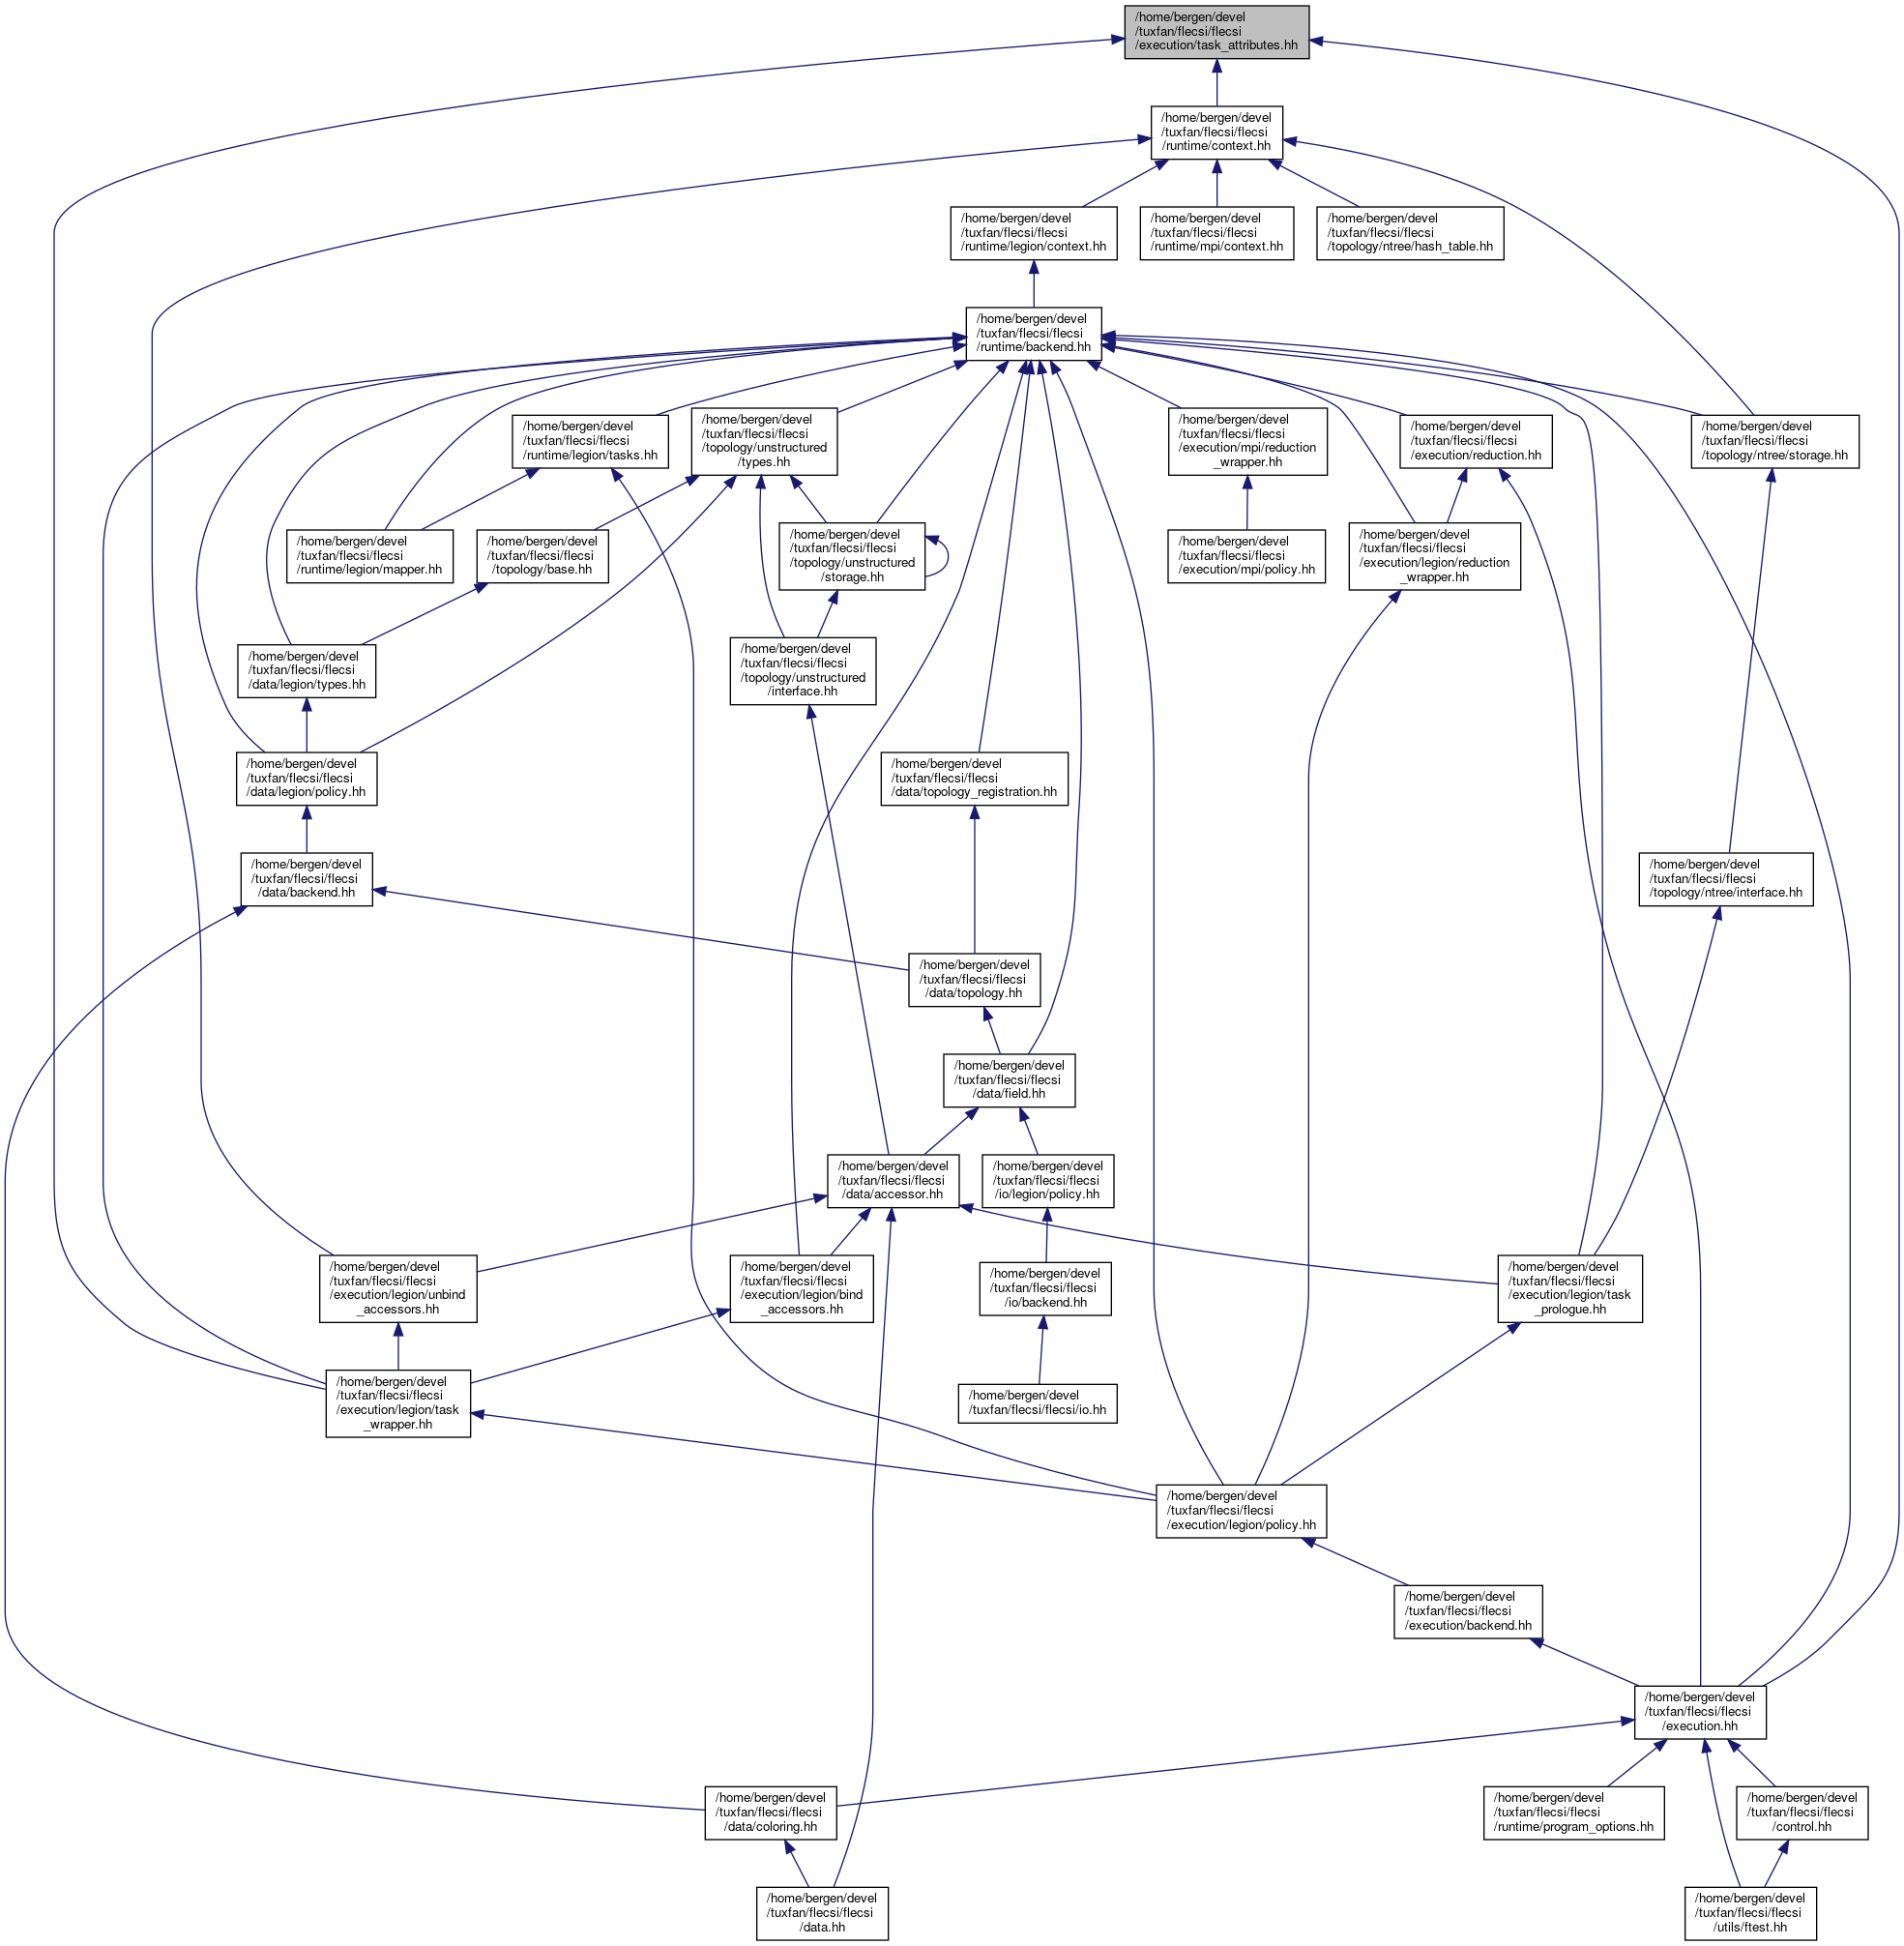 /home/bergen/devel
/tuxfan/flecsi/flecsi
/execution/task_attributes.hh
/home/bergen/devel
/tuxfan/flecsi/flecsi
/runtime/context.hh
/home/bergen/devel
/tuxfan/flecsi/flecsi
/runtime/legion/context.hh
/home/bergen/devel
/tuxfan/flecsi/flecsi
/runtime/mpi/context.hh
/home/bergen/devel
/tuxfan/flecsi/flecsi
/topology/ntree/hash_table.hh
/home/bergen/devel
/tuxfan/flecsi/flecsi
/runtime/backend.hh
/home/bergen/devel
/tuxfan/flecsi/flecsi
/runtime/legion/tasks.hh
/home/bergen/devel
/tuxfan/flecsi/flecsi
/topology/unstructured
/types.hh
/home/bergen/devel
/tuxfan/flecsi/flecsi
/execution/mpi/reduction
_wrapper.hh
/home/bergen/devel
/tuxfan/flecsi/flecsi
/execution/reduction.hh
/home/bergen/devel
/tuxfan/flecsi/flecsi
/topology/ntree/storage.hh
/home/bergen/devel
/tuxfan/flecsi/flecsi
/runtime/legion/mapper.hh
/home/bergen/devel
/tuxfan/flecsi/flecsi
/topology/base.hh
/home/bergen/devel
/tuxfan/flecsi/flecsi
/topology/unstructured
/storage.hh
/home/bergen/devel
/tuxfan/flecsi/flecsi
/execution/mpi/policy.hh
/home/bergen/devel
/tuxfan/flecsi/flecsi
/execution/legion/reduction
_wrapper.hh
/home/bergen/devel
/tuxfan/flecsi/flecsi
/data/legion/types.hh
/home/bergen/devel
/tuxfan/flecsi/flecsi
/topology/unstructured
/interface.hh
/home/bergen/devel
/tuxfan/flecsi/flecsi
/data/legion/policy.hh
/home/bergen/devel
/tuxfan/flecsi/flecsi
/data/topology_registration.hh
/home/bergen/devel
/tuxfan/flecsi/flecsi
/data/backend.hh
/home/bergen/devel
/tuxfan/flecsi/flecsi
/topology/ntree/interface.hh
/home/bergen/devel
/tuxfan/flecsi/flecsi
/data/topology.hh
/home/bergen/devel
/tuxfan/flecsi/flecsi
/data/field.hh
/home/bergen/devel
/tuxfan/flecsi/flecsi
/data/accessor.hh
/home/bergen/devel
/tuxfan/flecsi/flecsi
/io/legion/policy.hh
/home/bergen/devel
/tuxfan/flecsi/flecsi
/execution/legion/unbind
_accessors.hh
/home/bergen/devel
/tuxfan/flecsi/flecsi
/execution/legion/bind
_accessors.hh
/home/bergen/devel
/tuxfan/flecsi/flecsi
/io/backend.hh
/home/bergen/devel
/tuxfan/flecsi/flecsi
/execution/legion/task
_prologue.hh
/home/bergen/devel
/tuxfan/flecsi/flecsi
/execution/legion/task
_wrapper.hh
/home/bergen/devel
/tuxfan/flecsi/flecsi/io.hh
/home/bergen/devel
/tuxfan/flecsi/flecsi
/execution/legion/policy.hh
/home/bergen/devel
/tuxfan/flecsi/flecsi
/execution/backend.hh
/home/bergen/devel
/tuxfan/flecsi/flecsi
/execution.hh
/home/bergen/devel
/tuxfan/flecsi/flecsi
/data/coloring.hh
/home/bergen/devel
/tuxfan/flecsi/flecsi
/runtime/program_options.hh
/home/bergen/devel
/tuxfan/flecsi/flecsi
/control.hh
/home/bergen/devel
/tuxfan/flecsi/flecsi
/data.hh
/home/bergen/devel
/tuxfan/flecsi/flecsi
/utils/ftest.hh